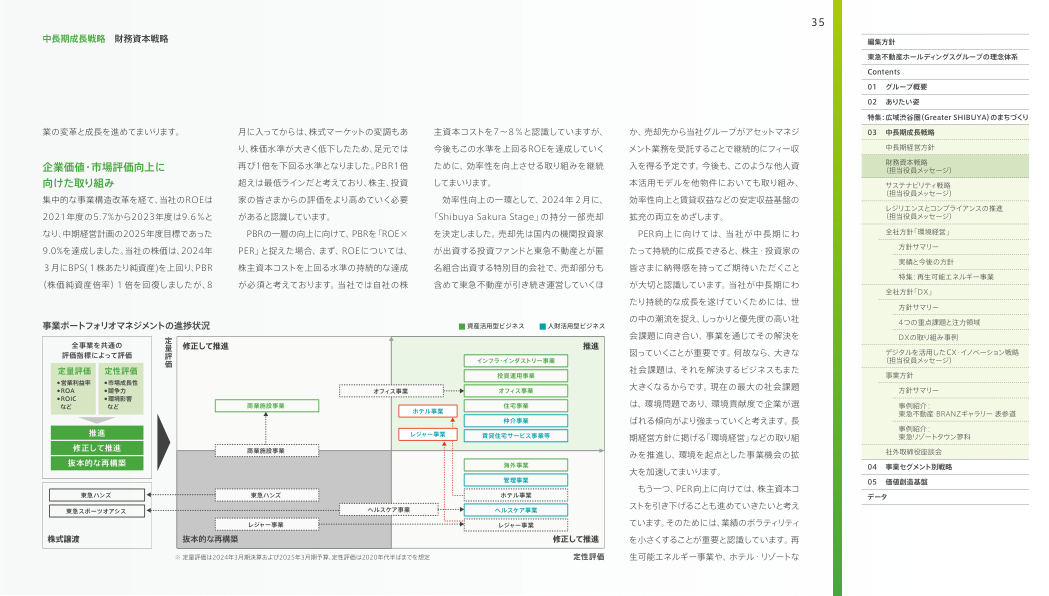 35
中長期成長戦略　財務資本戦略
業の変革と成長を進めてまいります。
企業価値・市場評価向上に
向けた取り組み
集中的な事業構造改革を経て、当社のROEは
2021年度の5.7%から2023年度は9.6%と
なり、中期経営計画の2025年度目標であった
9.0%を達成しました。当社の株価は、2024年
3月にBPS(1株あたり純資産)を上回り、PBR
(株価純資産倍率)1倍を回復しましたが、8
月に入ってからは、株式マーケットの変調もあ
り、株価水準が大きく低下したため、足元では
再び1倍を下回る水準となりました。PBR1倍
超えは最低ラインだと考えており、株主、投資
家の皆さまからの評価をより高めていく必要
があると認識しています。
　PBRの一層の向上に向けて、PBRを「ROE×
PER」と捉えた場合、まず、ROEについては、
株主資本コストを上回る水準の持続的な達成
が必須と考えております。当社では自社の株
主資本コストを7～8%と認識していますが、
今後もこの水準を上回るROEを達成していく
ために、効率性を向上させる取り組みを継続
してまいります。
　効率性向上の一環として、2024年2月に、
「Shibuya Sakura Stage」の持分一部売却
を決定しました。売却先は国内の機関投資家
が出資する投資ファンドと東急不動産とが匿
名組合出資する特別目的会社で、売却部分も
含めて東急不動産が引き続き運営していくほ
か、売却先から当社グループがアセットマネジ
メント業務を受託することで継続的にフィー収
入を得る予定です。今後も、このような他人資
本活用モデルを他物件においても取り組み、
効率性向上と賃貸収益などの安定収益基盤の
拡充の両立をめざします。
　PER向上に向けては、当社が中長期にわ
たって持続的に成長できると、株主・投資家の
皆さまに納得感を持ってご期待いただくこと
が大切と認識しています。当社が中長期にわ
たり持続的な成長を遂げていくためには、世
の中の潮流を捉え、しっかりと優先度の高い社
会課題に向き合い、事業を通じてその解決を
図っていくことが重要です。何故なら、大きな
社会課題は、それを解決するビジネスもまた
大きくなるからです。現在の最大の社会課題
は、環境問題であり、環境貢献度で企業が選
ばれる傾向がより強まっていくと考えます。長
期経営方針に掲げる「環境経営」などの取り組
みを推進し、環境を起点とした事業機会の拡
大を加速してまいります。
　もう一つ、PER向上に向けては、株主資本コ
ストを引き下げることも進めていきたいと考え
ています。そのためには、業績のボラティリティ
を小さくすることが重要と認識しています。再
生可能エネルギー事業や、ホテル・リゾートな
事業ポートフォリオマネジメントの進捗状況
資産活用型ビジネス　人財活用型ビジネス
全事業を共通の
評価指標によって評価
定量評価
●営業利益率
●ROA
●ROIC
など
定性評価
●市場成長性
●競争力
●環境影響
など
推進
修正して推進
抜本的な再構築
東急ハンズ
東急スポーツオアシス
株式譲渡
定量評価
修正して推進
推進
商業施設事業
商業施設事業
オフィス事業
ホテル事業
レジャー事業
インフラ・インダストリー事業
投資運用事業
オフィス事業
住宅事業
仲介事業
賃貸住宅サービス事業等
東急ハンズ
レジャー事業
ヘルスケア事業
海外事業
管理事業
ホテル事業
ヘルスケア事業
レジャー事業
抜本的な再構築
修正して推進
※ 定量評価は2024年3月期決算および2025年3月期予算、定性評価は2020年代半ばまでを想定
定性評価
編集方針
東急不動産ホールディングスグループの理念体系
Contents
01　グループ概要
02　ありたい姿
特集：広域渋谷圏（Greater SHIBUYA）のまちづくり
03　中長期成長戦略
中長期経営方針
財務資本戦略
（担当役員メッセージ）
サステナビリティ戦略
（担当役員メッセージ）
レジリエンスとコンプライアンスの推進
（担当役員メッセージ）
全社方針「環境経営」
方針サマリー
実績と今後の方針
特集：再生可能エネルギー事業
全社方針「DX」
方針サマリー
4つの重点課題と注力領域
DXの取り組み事例
デジタルを活用したCX・イノベーション戦略
（担当役員メッセージ）
事業方針
方針サマリー
事例紹介：
東急不動産 BRANZギャラリー 表参道
事例紹介：
東急リゾートタウン蓼科
社外取締役座談会
04　事業セグメント別戦略
05　価値創造基盤
データ